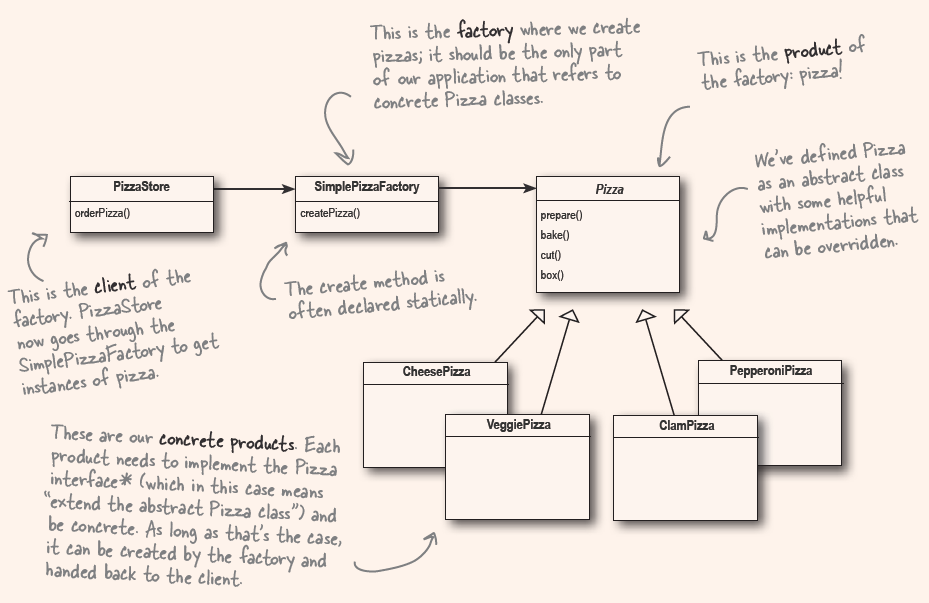 This is the factory where we create
pizzas; it should be the only part
of our application that refers to
concrete Pizza classes.
This is the product of
the factory: pizza!
We've defined Pizza
as an abstract class
with some helpful
implementations that
can be overridden.
PizzaStore
orderPizza()
SimplePizzaFactory
createPizza()
Pizza
prepare()
bake()
cut()
box()
This is the client of the
factory. PizzaStore
now goes through the
SimplePizzaFactory to get
instances of pizza.
The create method is
often declared statically.
CheesePizza
VeggiePizza
ClamPizza
PepperoniPizza
These are our concrete products. Each
product needs to implement the Pizza
interface* (which in this case means
“extend the abstract Pizza class”) and
be concrete. As long as that's the case,
it can be created by the factory and
handed back to the client.